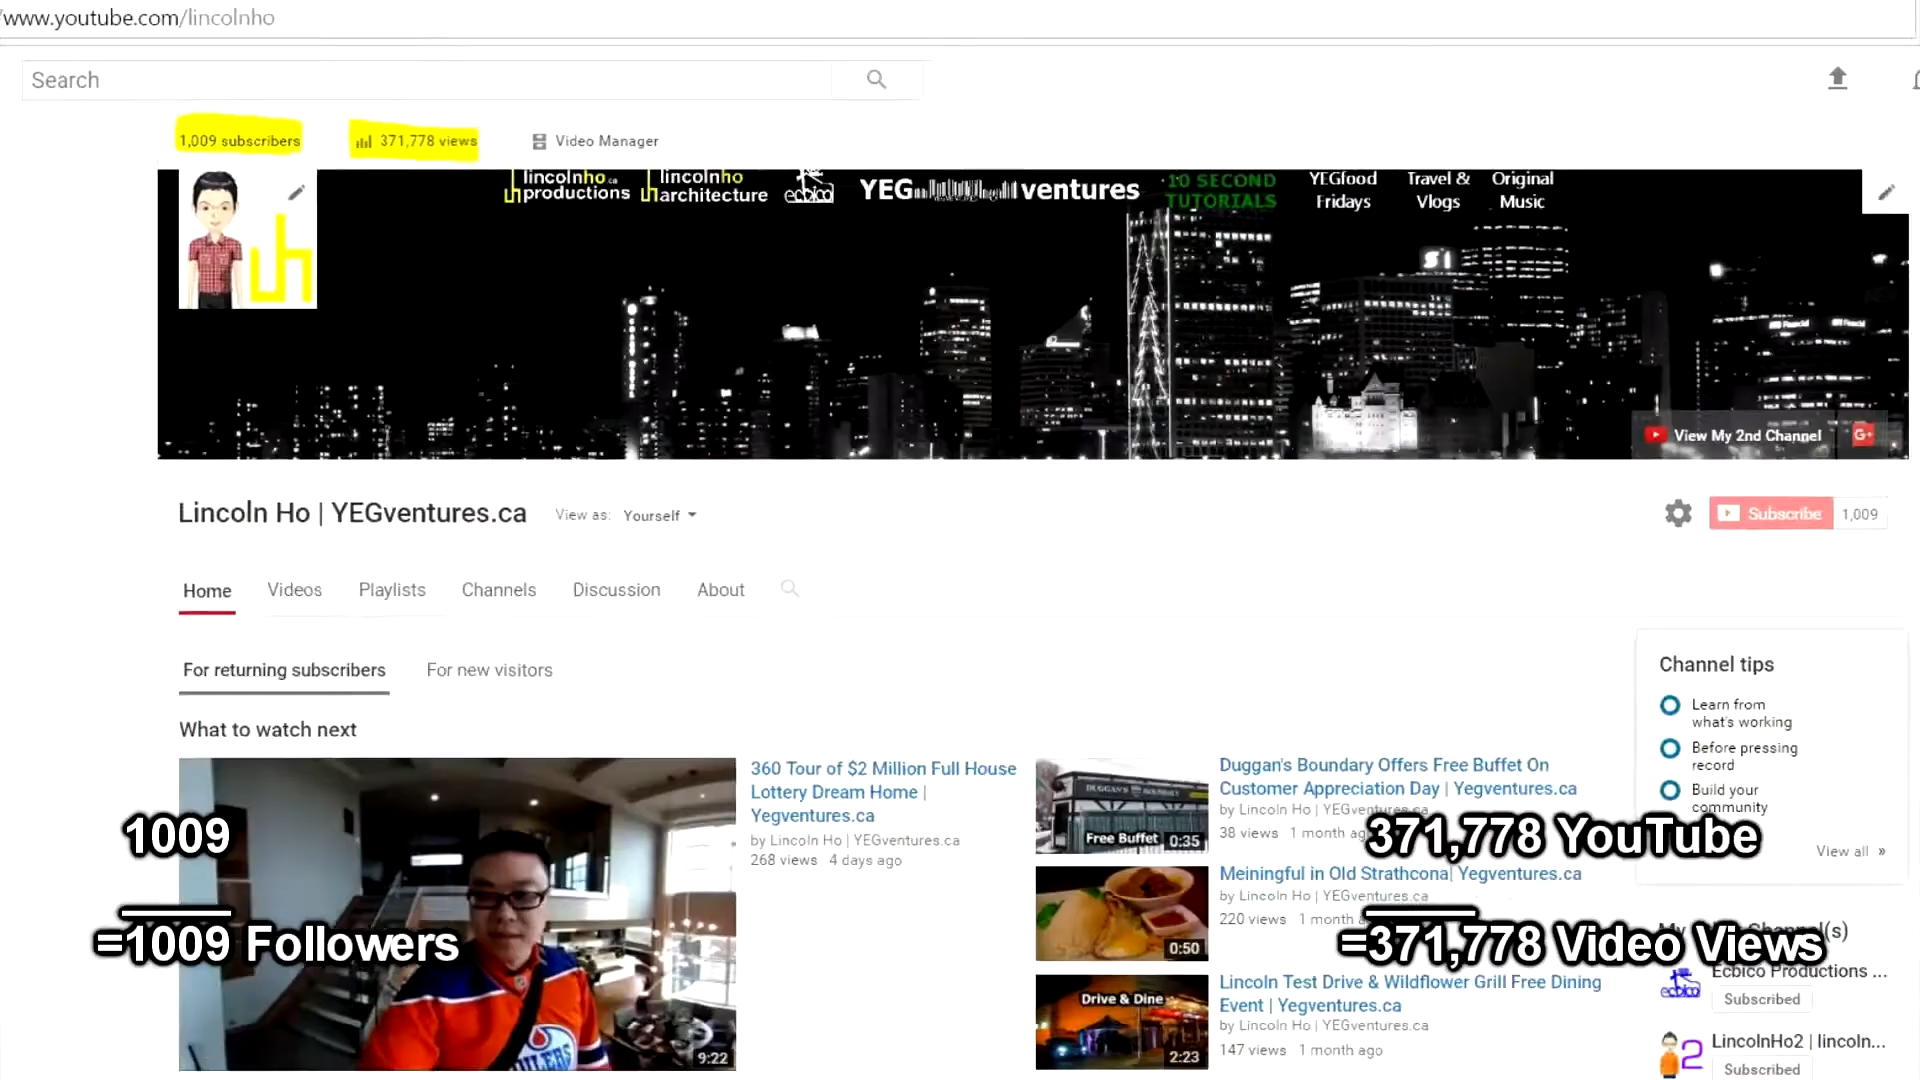 /www.youtube.com/lincolnho
Search
1,009 subscribers
371,778 views
Video Manager
lincolnho.ca
productions
lincolnho
architecture
ecbico
YEG ventures
10 SECOND
TUTORIALS
YEGfood
Fridays
Travel &
Vlogs
Original
Music
View My 2nd Channel
G+
Lincoln Ho | YEGventures.ca
View as: Yourself
Subscribe 1,009
Home Videos Playlists Channels Discussion About
For returning subscribers For new visitors
What to watch next
9:22
360 Tour of $2 Million Full House
Lottery Dream Home |
Yegventures.ca
by Lincoln Ho | YEGventures.ca
268 views 4 days ago
DUGGAN'S BOUNDARY
Free Buffet 0:35
Duggan's Boundary Offers Free Buffet On
Customer Appreciation Day | Yegventures.ca
by Lincoln Ho | YEGventures.ca
38 views 1 month ag
0:50
Meiningful in Old Strathcona| Yegventures.ca
by Lincoln Ho | YEGventures.ca
220 views 1 month
Drive & Dine
2:23
Lincoln Test Drive & Wildflower Grill Free Dining
Event | Yegventures.ca
by Lincoln Ho | YEGventures.ca
147 views 1 month ago
Channel tips
Learn from
what's working
Before pressing
record
Build your
community
View all »
My Channel(s)
Ecbico Productions ...
Subscribed
LincolnHo2 | lincoln...
Subscribed
1009
=1009 Followers
371,778 YouTube
=371,778 Video Views